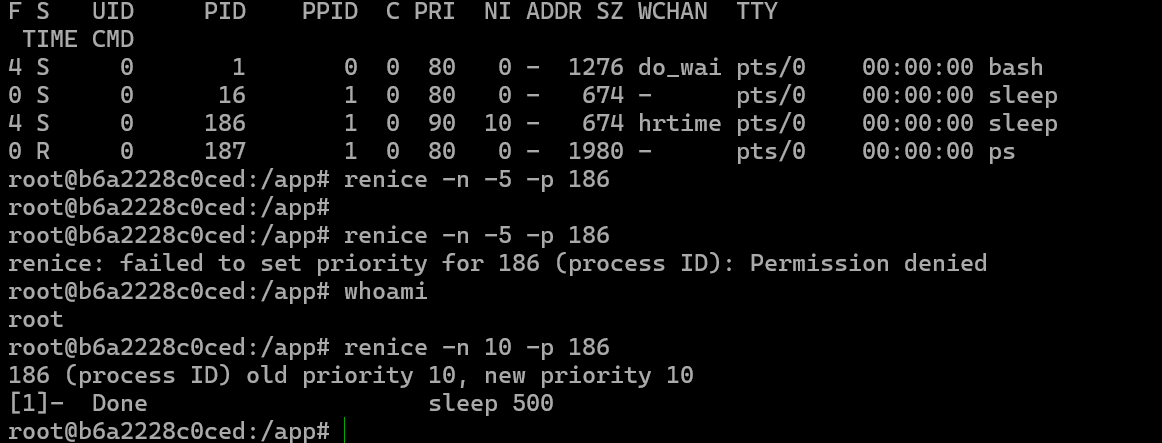 F S   UID     PID    PPID  C PRI  NI ADDR SZ WCHAN  TTY
 TIME CMD
4 S     0       1       0  0  80   0 -  1276 do_wai pts/0    00:00:00 bash
0 S     0      16       1  0  80   0 -   674 -      pts/0    00:00:00 sleep
4 S     0     186       1  0  90  10 -   674 hrtime pts/0    00:00:00 sleep
0 R     0     187       1  0  80   0 -  1980 -      pts/0    00:00:00 ps
root@b6a2228c0ced:/app# renice -n -5 -p 186
root@b6a2228c0ced:/app#
root@b6a2228c0ced:/app# renice -n -5 -p 186
renice: failed to set priority for 186 (process ID): Permission denied
root@b6a2228c0ced:/app# whoami
root
root@b6a2228c0ced:/app# renice -n 10 -p 186
186 (process ID) old priority 10, new priority 10
[1]-  Done                    sleep 500
root@b6a2228c0ced:/app#